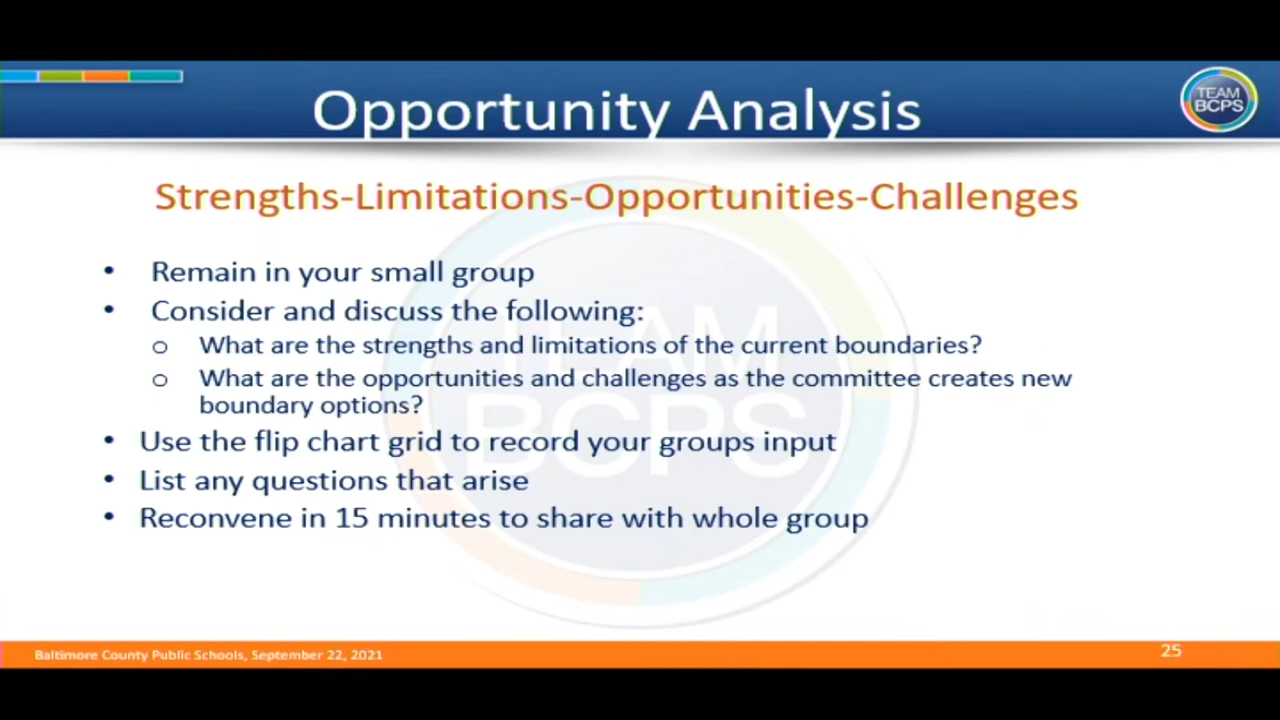 Opportunity Analysis
TEAM
BCPS
Strengths-Limitations-Opportunities-Challenges
• Remain in your small group
• Consider and discuss the following:
o What are the strengths and limitations of the current boundaries?
o What are the opportunities and challenges as the committee creates new
boundary options?
• Use the flip chart grid to record your groups input
• List any questions that arise
• Reconvene in 15 minutes to share with whole group
TEAM
BCPS
Baltimore County Public Schools, September 22, 2021
25